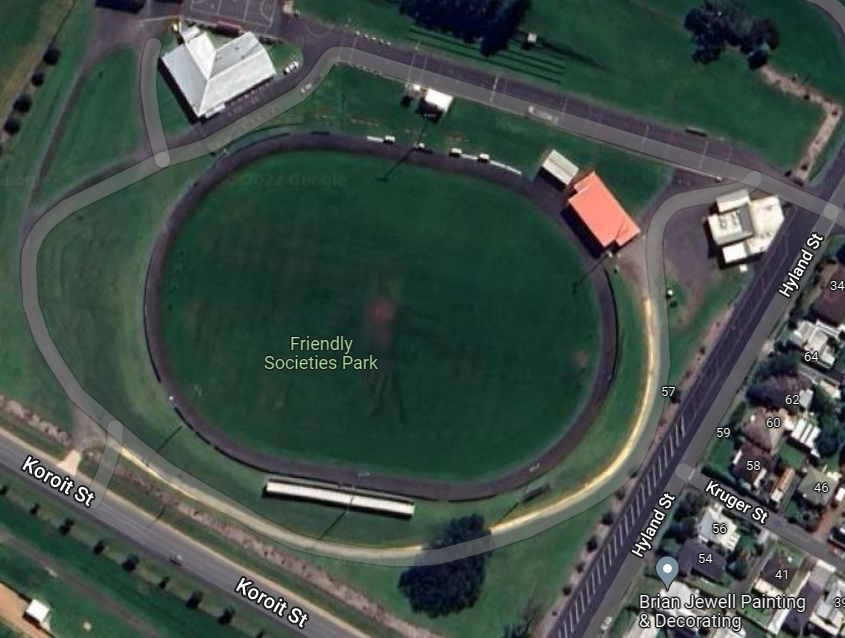 © 2022 Google
Hyland St
34
64
Friendly
Societies Park
57
62
60
59
58
Koroit St
46
Kruger St
56
Hyland St
54
41
Koroit St
Brian Jewell Painting
& Decorating